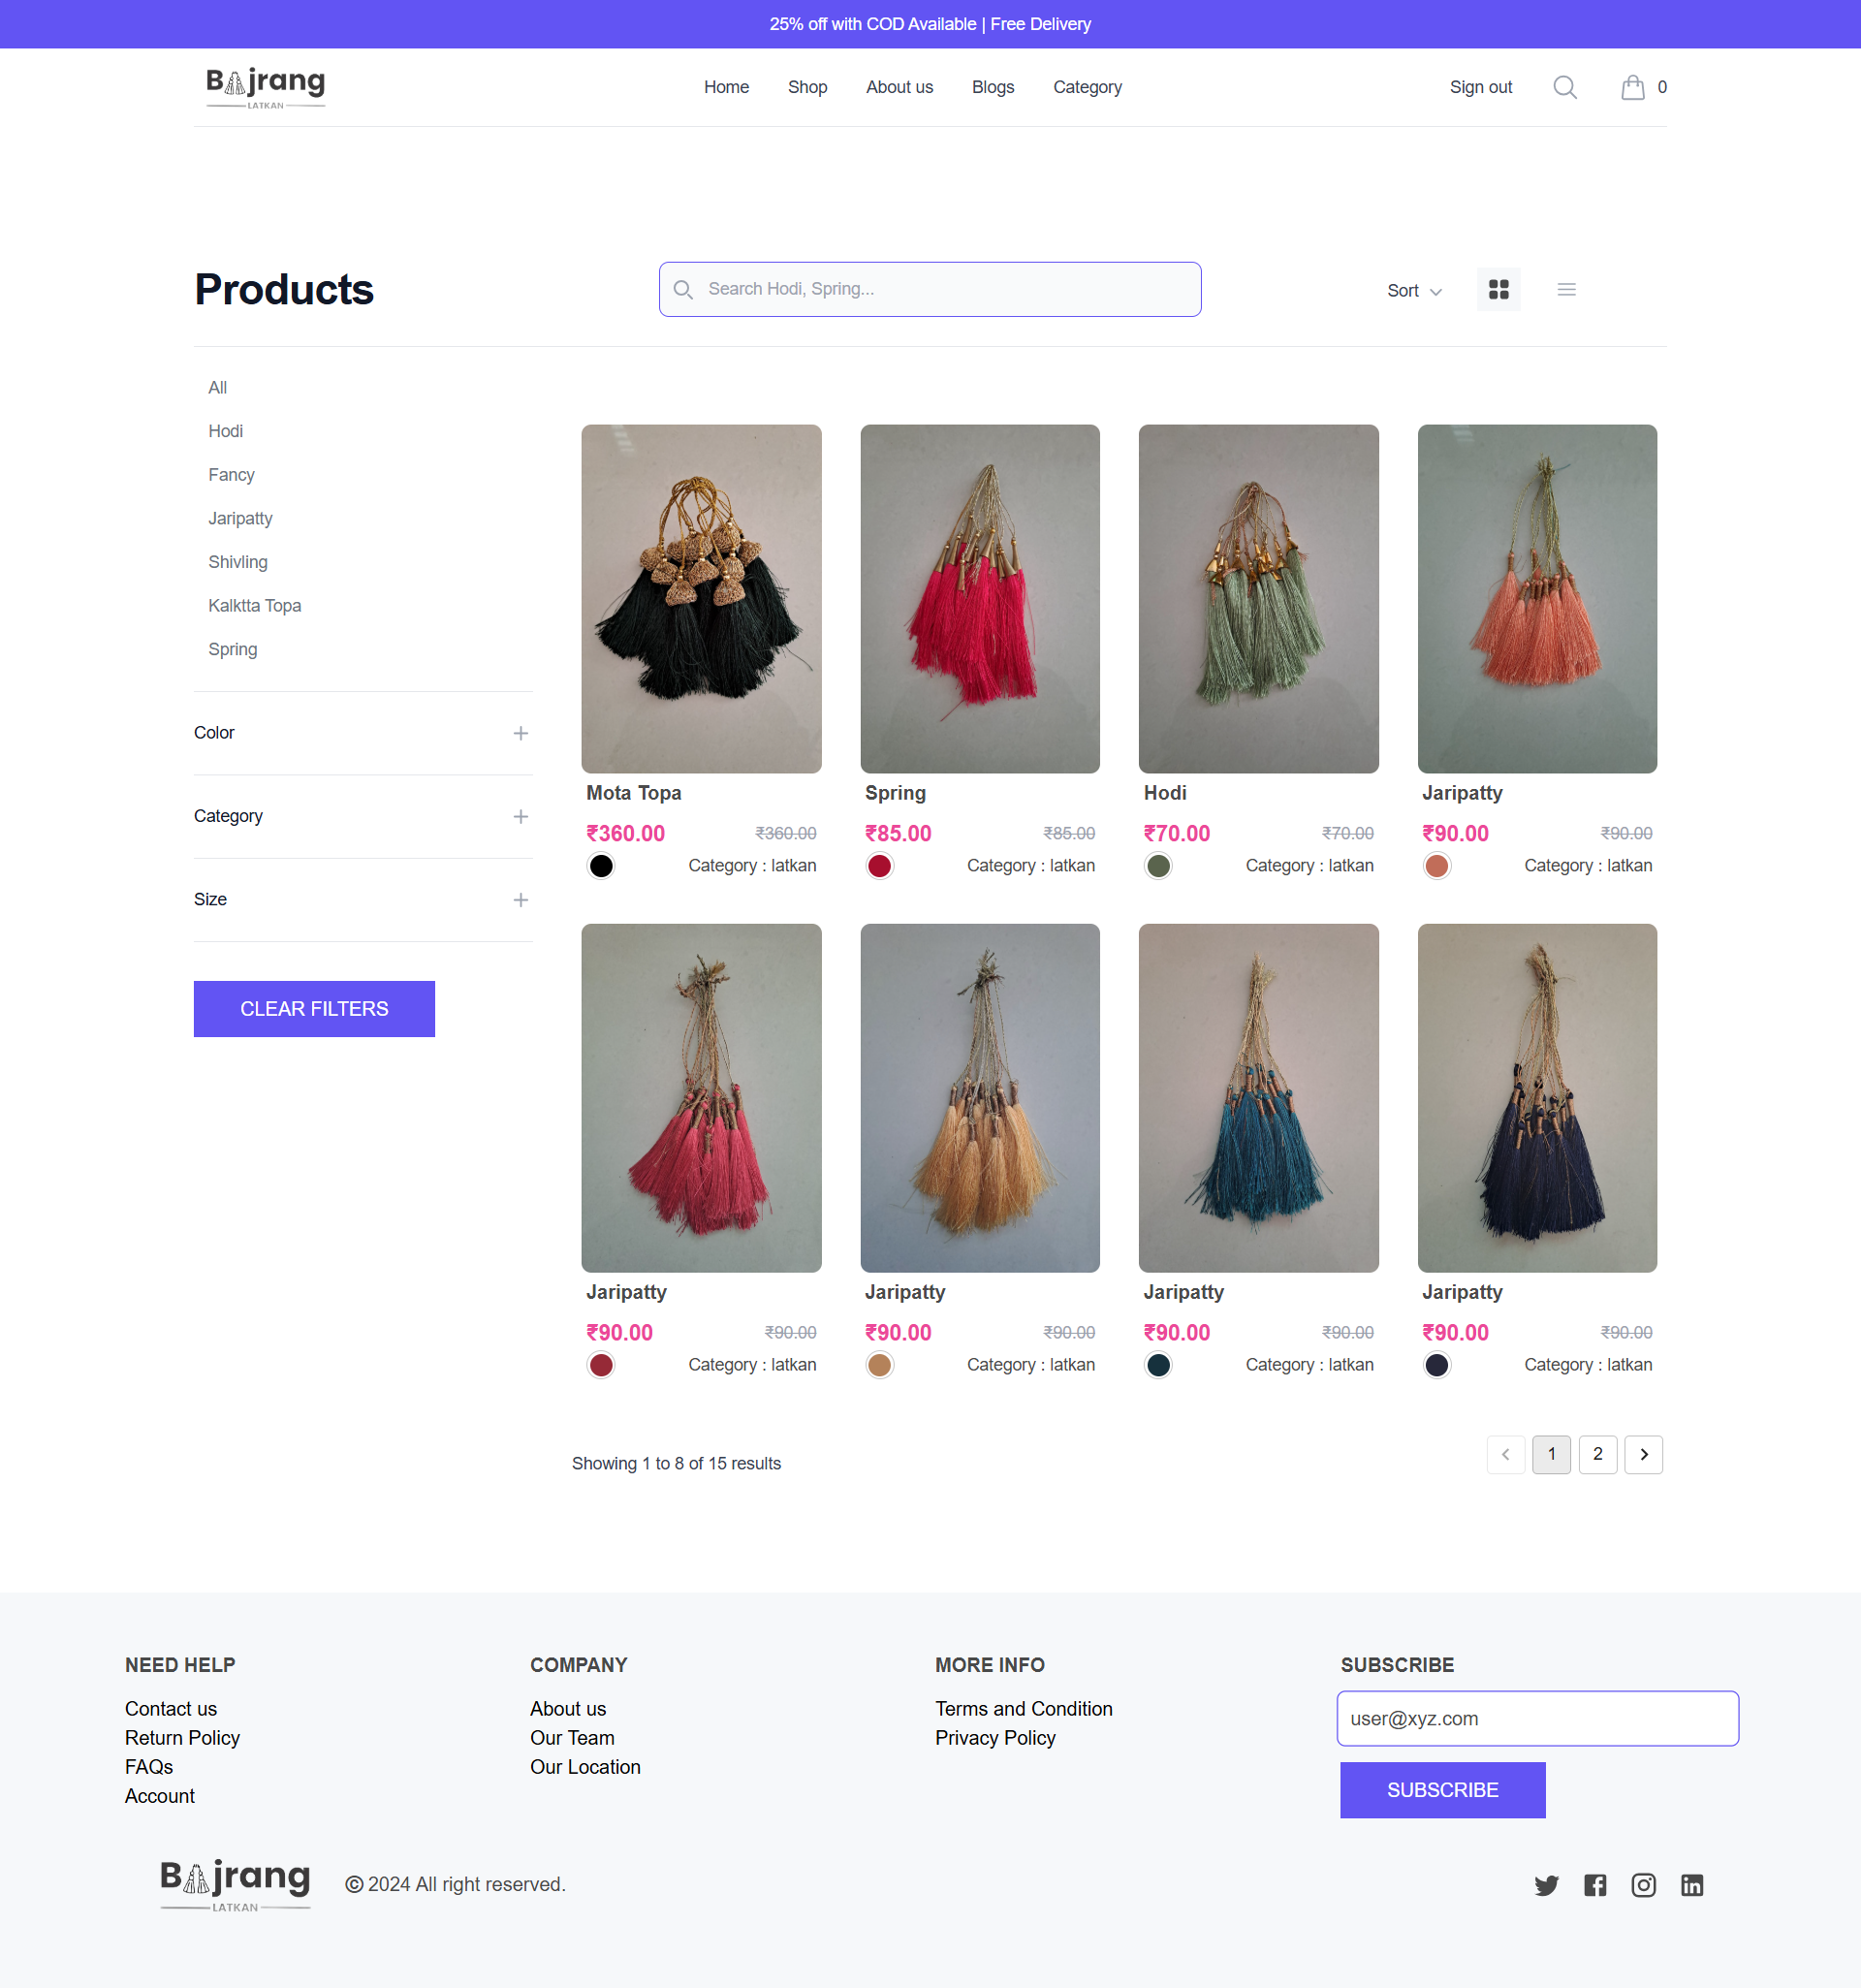 25% off with COD Available | Free Delivery
Bajrang
LATKAN
Home Shop About us Blogs Category
Sign out 0
Products
Search Hodi, Spring...
Sort
All
Hodi
Fancy
Jaripatty
Shivling
Kalktta Topa
Spring
Color
Category
Size
CLEAR FILTERS
Mota Topa
₹360.00 ₹360.00
Category : latkan
Spring
₹85.00 ₹85.00
Category : latkan
Hodi
₹70.00 ₹70.00
Category : latkan
Jaripatty
₹90.00 ₹90.00
Category : latkan
Jaripatty
₹90.00 ₹90.00
Category : latkan
Jaripatty
₹90.00 ₹90.00
Category : latkan
Jaripatty
₹90.00 ₹90.00
Category : latkan
Jaripatty
₹90.00 ₹90.00
Category : latkan
Showing 1 to 8 of 15 results
1 2
NEED HELP
Contact us
Return Policy
FAQs
Account
COMPANY
About us
Our Team
Our Location
MORE INFO
Terms and Condition
Privacy Policy
SUBSCRIBE
user@xyz.com
SUBSCRIBE
Bajrang
LATKAN
© 2024 All right reserved.